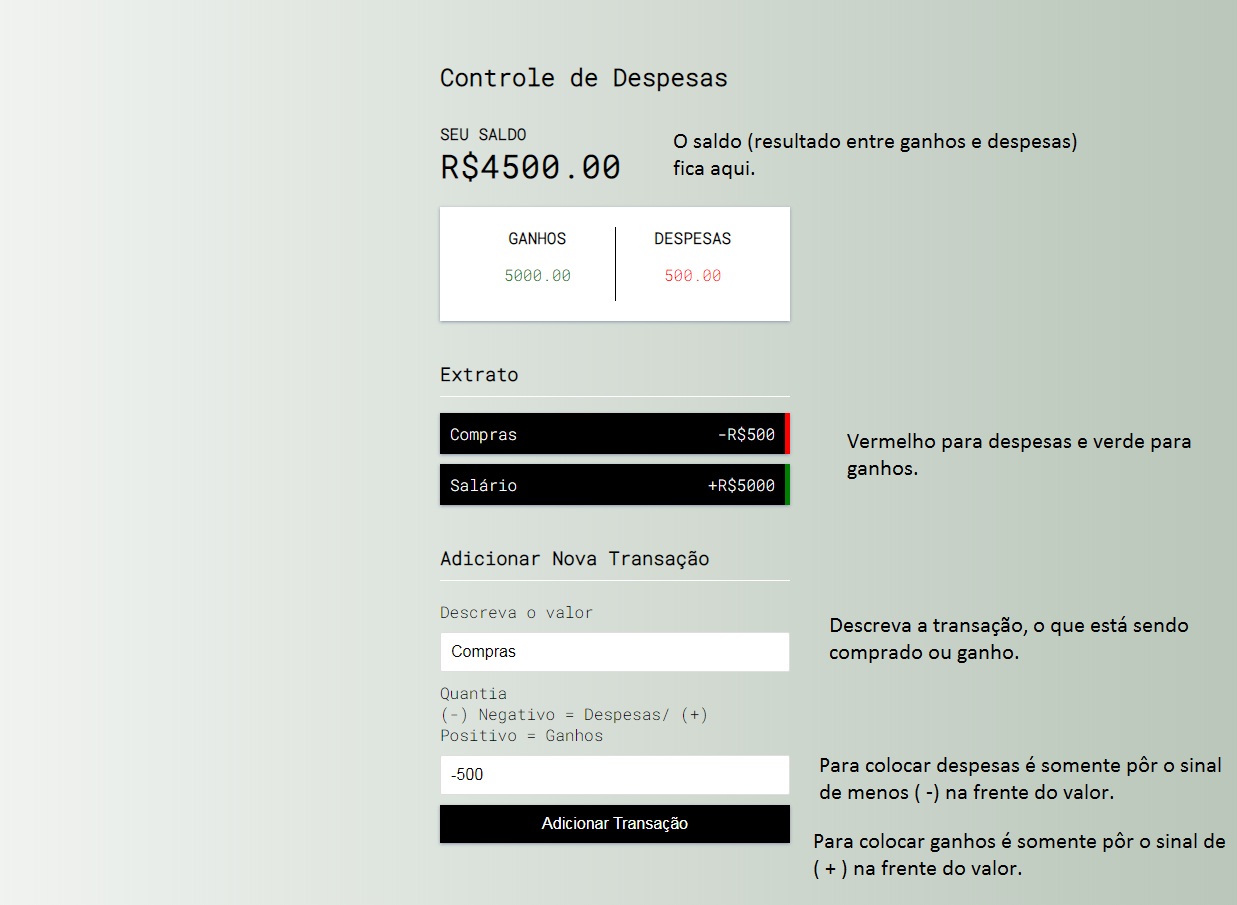 Controle de Despesas
SEU SALDO
R$4500.00
O saldo (resultado entre ganhos e despesas)
fica aqui.
GANHOS
5000.00
DESPESAS
500.00
Extrato
Compras
-R$500
Salário
+R$5000
Vermelho para despesas e verde para
ganhos.
Adicionar Nova Transação
Descreva o valor
Compras
Descreva a transação, o que está sendo
comprado ou ganho.
Quantia
(-) Negativo = Despesas/ (+)
Positivo = Ganhos
-500
Para colocar despesas é somente pôr o sinal
de menos ( -) na frente do valor.
Adicionar Transação
Para colocar ganhos é somente pôr o sinal de
( + ) na frente do valor.